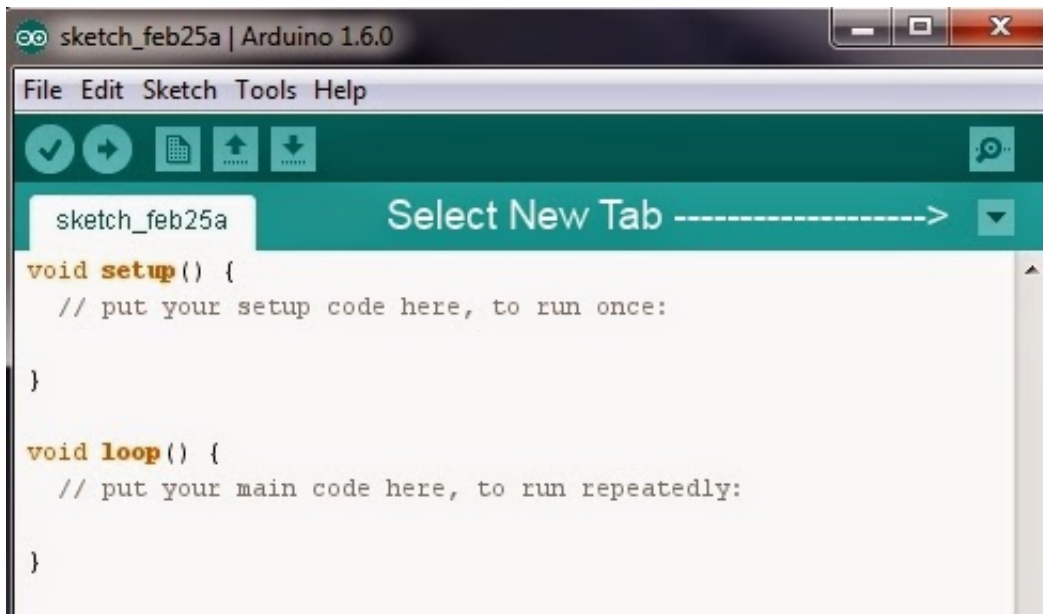 sketch_feb25a | Arduino 1.6.0
File Edit Sketch Tools Help
sketch_feb25a Select New Tab ------------------->
void setup() {
  // put your setup code here, to run once:
}
void loop() {
  // put your main code here, to run repeatedly:
}